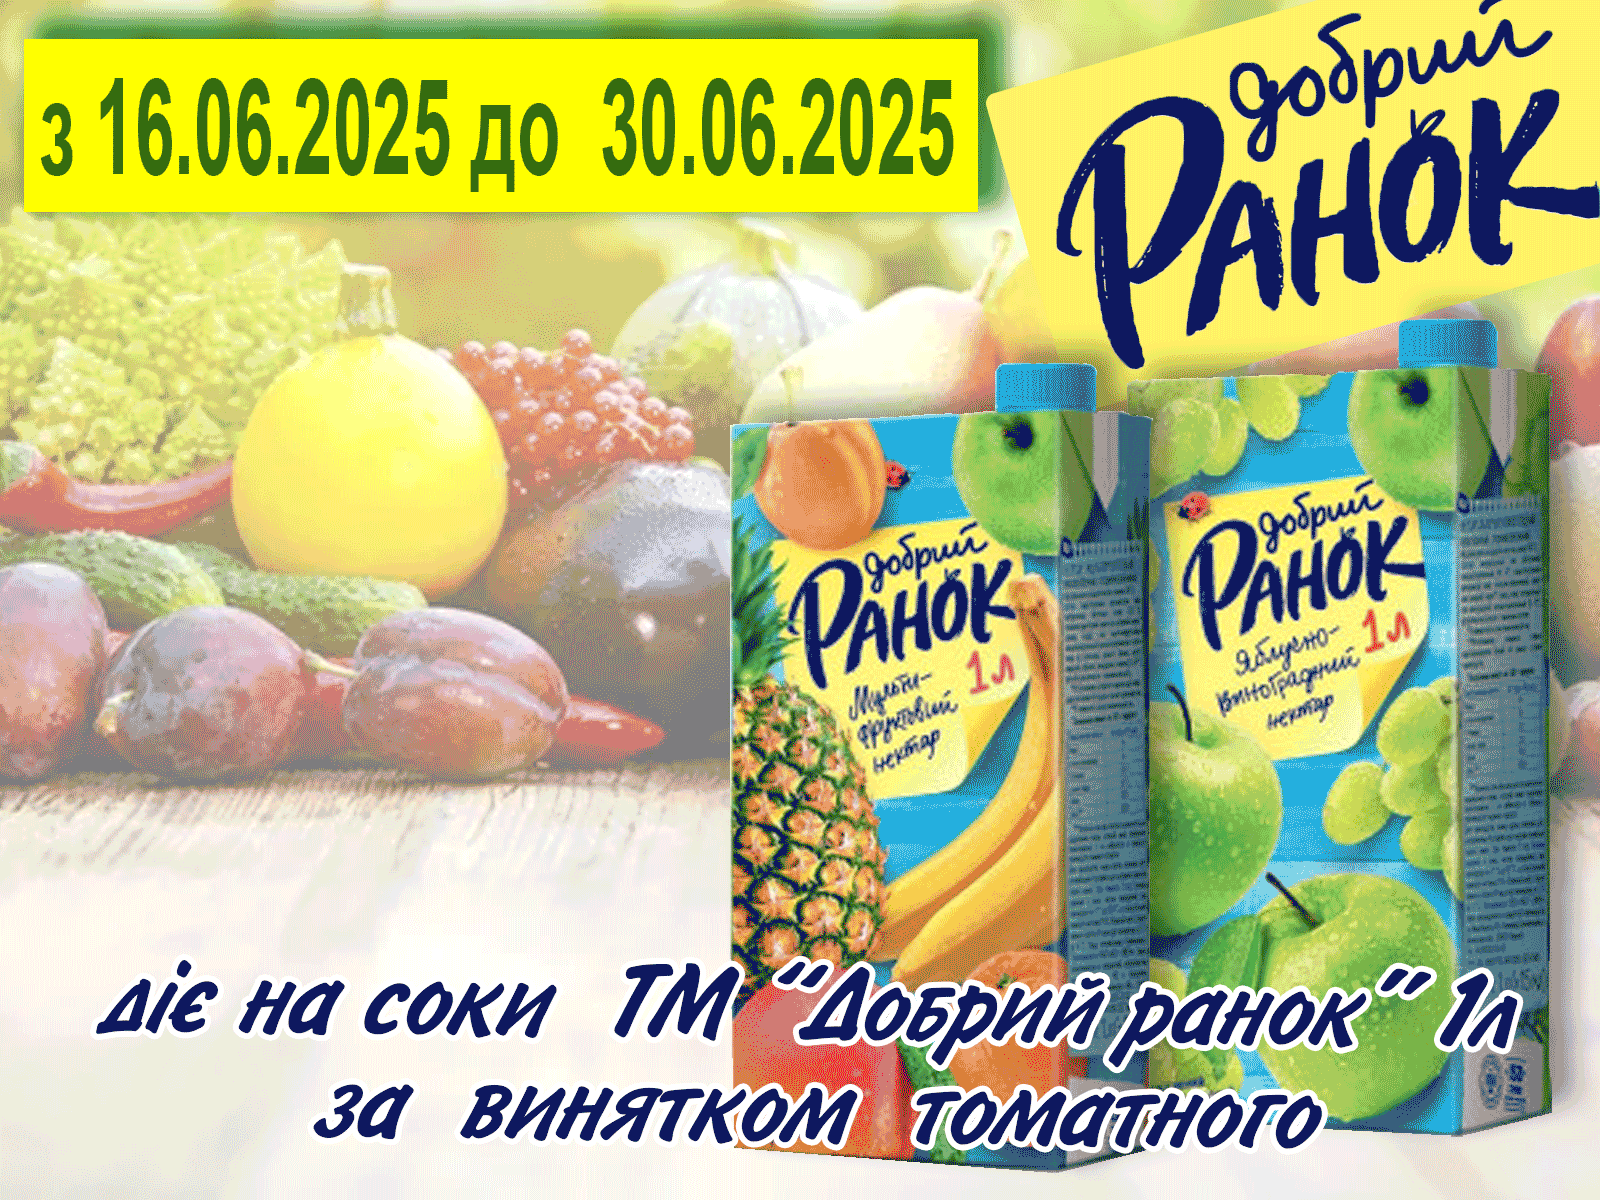 з 16.06.2025 до 30.06.2025
добрий
РАНОК
добрий
РАНОК
1л
Мульти-
фруктовий
нектар
добрий
РАНОК
1л
Яблучно-
виноградний
нектар
діє на соки ТМ “Добрий ранок” 1л
за винятком томатного